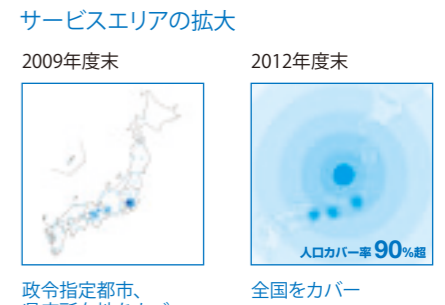 サービスエリアの拡大
2009年度末
2012年度末
人口カバー率90%超
政令指定都市、
全国をカバー